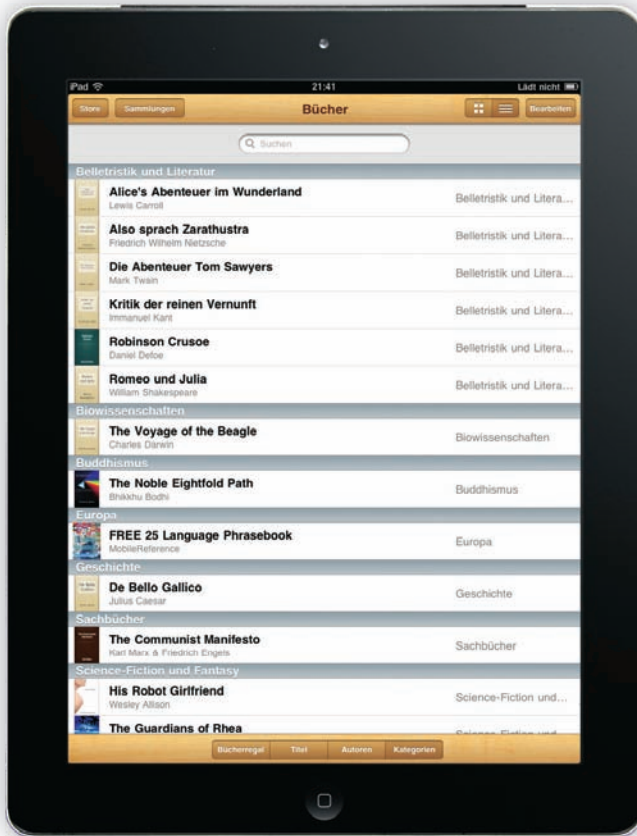 iPad
21:41
Lädt nicht
Store
Sammlungen
Bücher
Bearbeiten
Suchen
Belletristik und Literatur
Alice's Abenteuer im Wunderland
Lewis Carroll
Belletristik und Litera...
Also sprach Zarathustra
Friedrich Wilhelm Nietzsche
Belletristik und Litera...
Die Abenteuer Tom Sawyers
Mark Twain
Belletristik und Litera...
Kritik der reinen Vernunft
Immanuel Kant
Belletristik und Litera...
Robinson Crusoe
Daniel Defoe
Belletristik und Litera...
Romeo und Julia
William Shakespeare
Belletristik und Litera...
Biowissenschaften
The Voyage of the Beagle
Charles Darwin
Biowissenschaften
Buddhismus
The Noble Eightfold Path
Bhikkhu Bodhi
Buddhismus
Europa
FREE 25 Language Phrasebook
MobileReference
Europa
Geschichte
De Bello Gallico
Julius Caesar
Geschichte
Sachbücher
The Communist Manifesto
Karl Marx & Friedrich Engels
Sachbücher
Science-Fiction und Fantasy
His Robot Girlfriend
Wesley Allison
Science-Fiction und...
The Guardians of Rhea
Science-Fiction und...
Bücherregal
Titel
Autoren
Kategorien